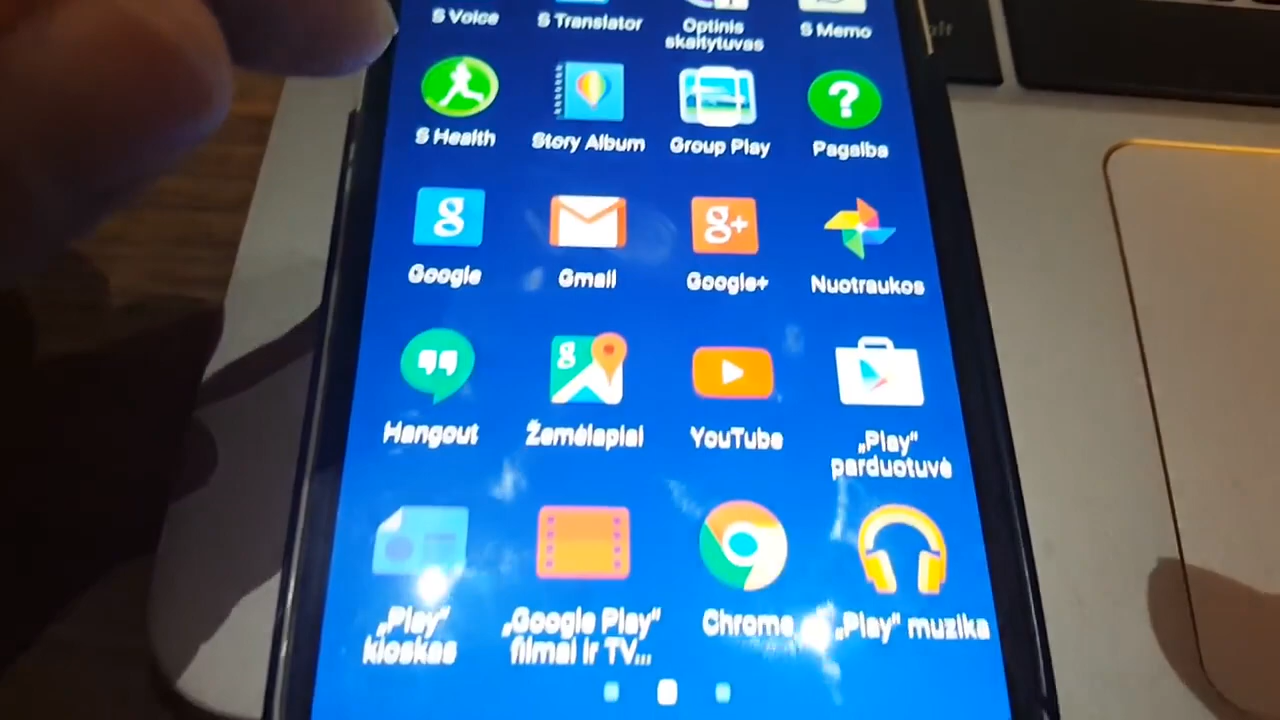 S Voice
S Translator
Optinis
skaitytuvas
S Memo
S Health
Story Album
Group Play
?
Pagalba
g
Google
Gmail
g+
Google+
Nuotraukos
Hangout
g
Žemėlapiai
YouTube
„Play“
parduotuvė
„Play“
kioskas
„Google Play“
filmai ir TV...
Chrome
„Play“ muzika
alt